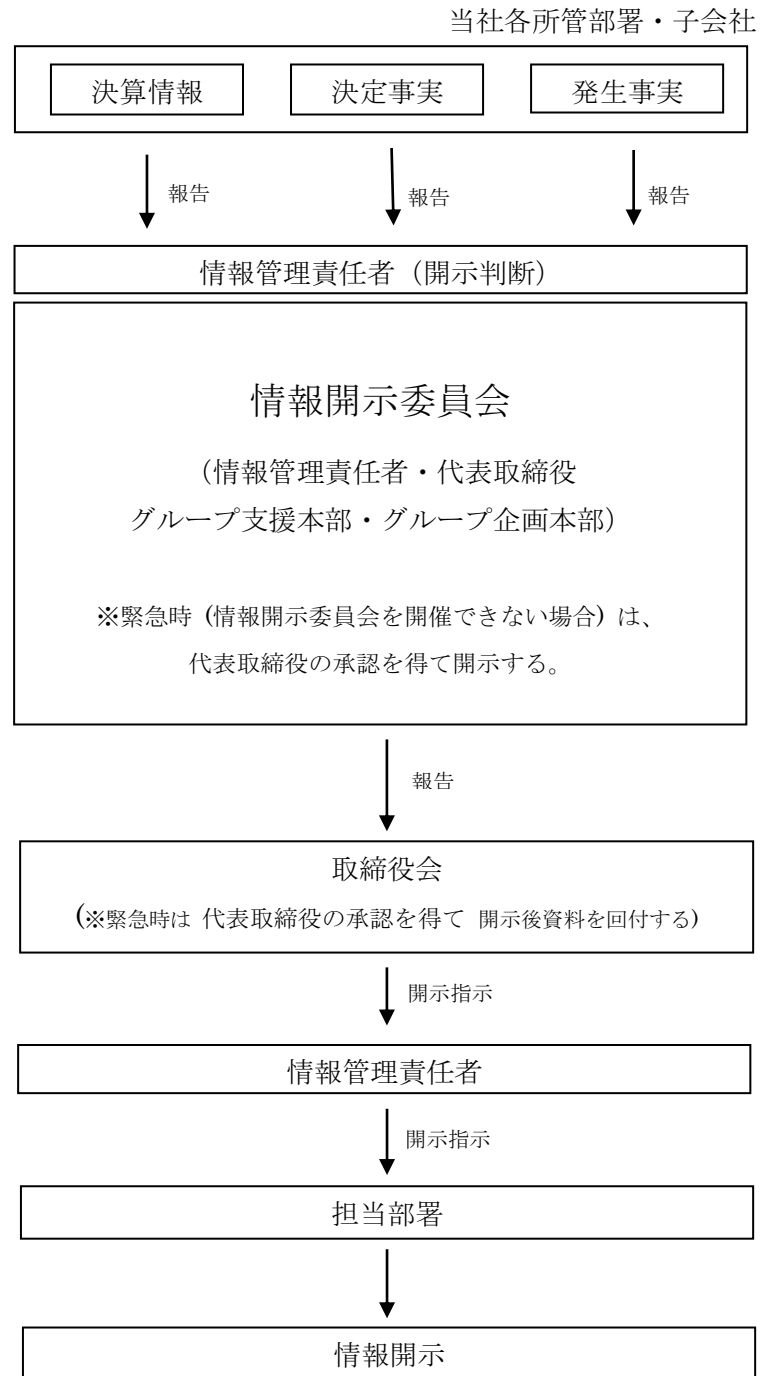 当社各所管部署・子会社
決算情報
決定事実
発生事実
報告
報告
報告
情報管理責任者（開示判断）
情報開示委員会
（情報管理責任者・代表取締役
グループ支援本部・グループ企画本部）
※緊急時 (情報開示委員会を開催できない場合) は、
代表取締役の承認を得て開示する。
報告
取締役会
(※緊急時は 代表取締役の承認を得て 開示後資料を回付する)
開示指示
情報管理責任者
開示指示
担当部署
情報開示